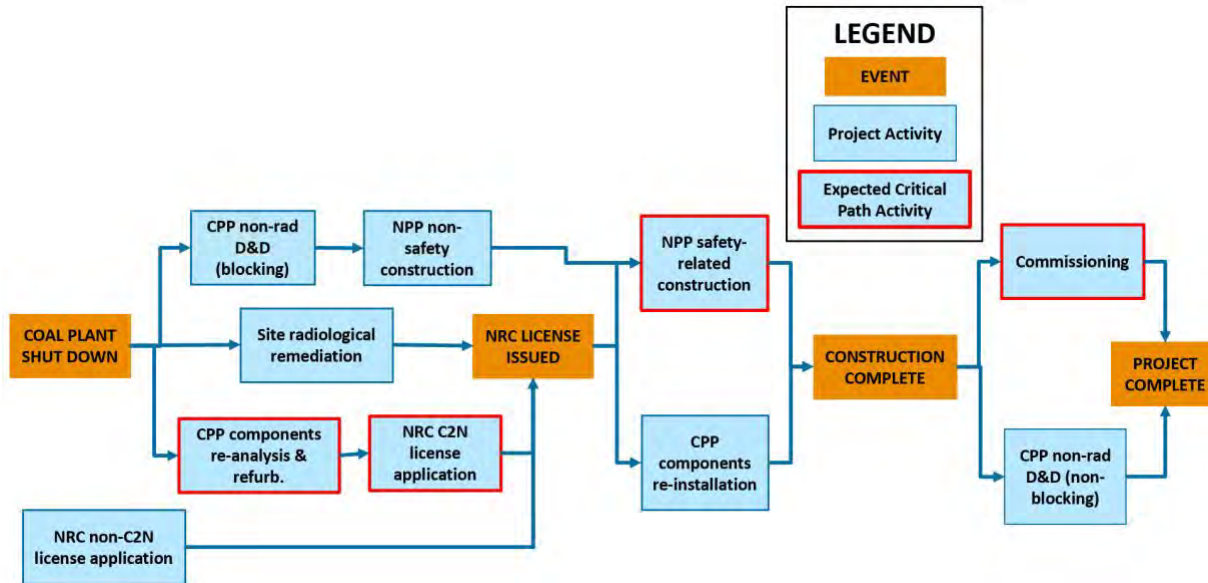 LEGEND
EVENT
Project Activity
Expected Critical
Path Activity
CPP non-rad
D&D
(blocking)
NPP non-
safety
construction
NPP safety-
related
construction
Commissioning
COAL PLANT
SHUT DOWN
Site radiological
remediation
NRC LICENSE
ISSUED
CONSTRUCTION
COMPLETE
PROJECT
COMPLETE
CPP components
re-analysis &
refurb.
NRC C2N
license
application
CPP
components
re-installation
CPP non-rad
D&D (non-
blocking)
NRC non-C2N
license application